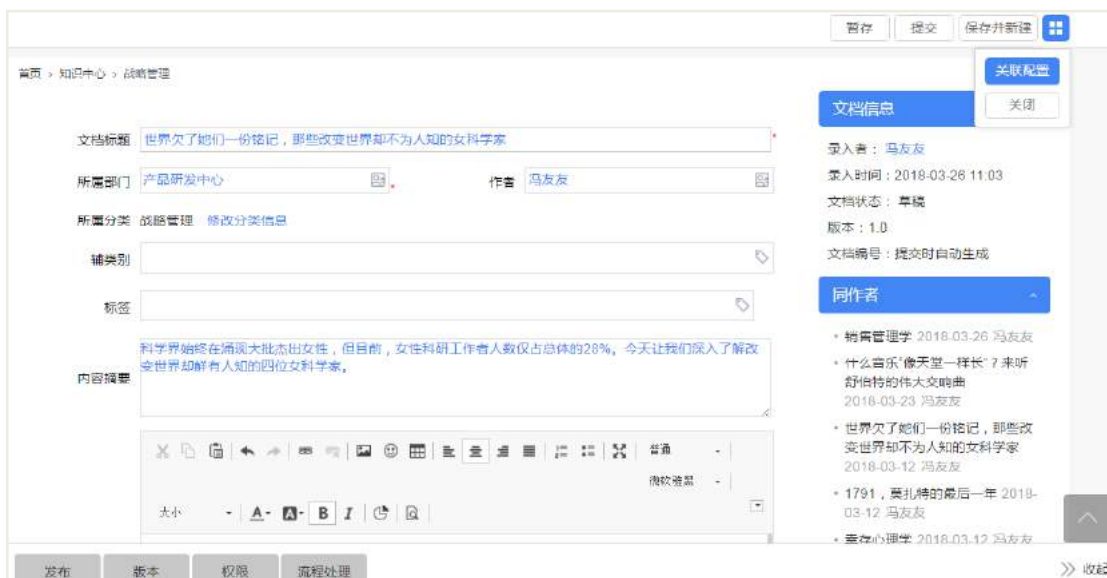 暂存 提交 保存并新建
关联配置
关闭
首页 > 知识中心 > 战略管理
文档标题 世界欠了她们一份铭记，那些改变世界却不为人知的女科学家 *
所属部门 产品研发中心 * 作者 冯友友
所属分类 战略管理 修改分类信息
辅类别
标签
内容摘要
科学界始终在涌现大批杰出女性，但目前，女性科研工作者人数仅占总体的28%。今天让我们深入了解改
变世界却鲜有人知的四位女科学家。
普通
微软雅黑
大小 A A B I
文档信息
录入者：冯友友
录入时间：2018-03-26 11:03
文档状态：草稿
版本：1.0
文档编号：提交时自动生成
同作者
销售管理学 2018-03-26 冯友友
什么音乐“像天堂一样长”？来听
舒伯特的伟大交响曲
2018-03-23 冯友友
世界欠了她们一份铭记，那些改
变世界却不为人知的女科学家
2018-03-12 冯友友
1791，莫扎特的最后一年 2018-
03-12 冯友友
幸存心理学 2018-03-12 冯友友
发布 版本 权限 流程处理
收起